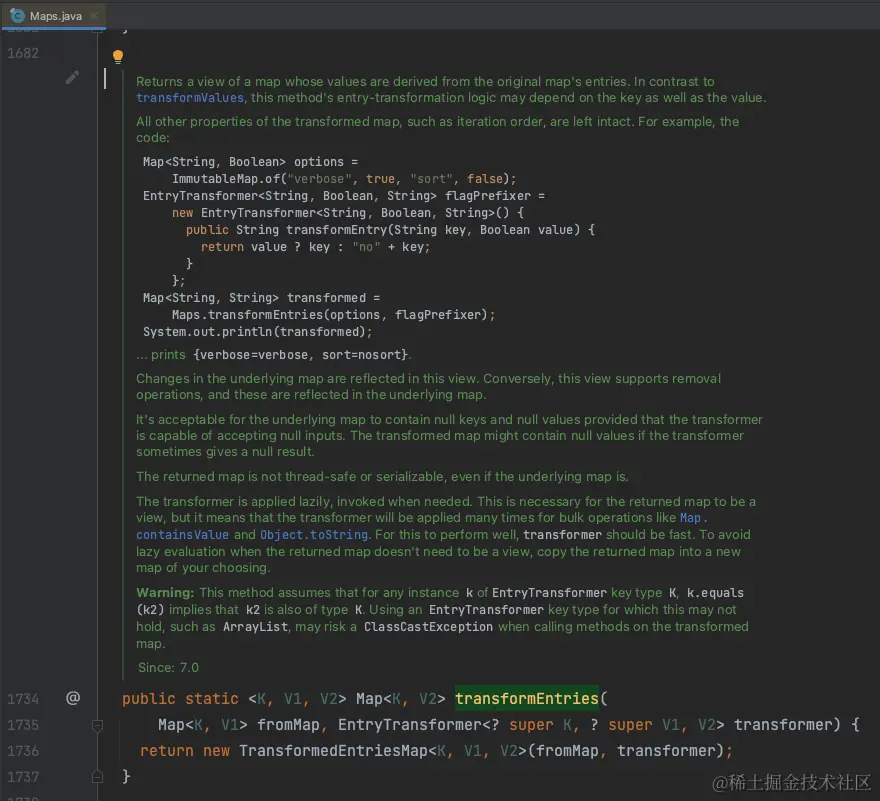 Maps.java
1682
Returns a view of a map whose values are derived from the original map's entries. In contrast to
transformValues, this method's entry-transformation logic may depend on the key as well as the value.
All other properties of the transformed map, such as iteration order, are left intact. For example, the
code:
Map<String, Boolean> options =
ImmutableMap.of("verbose", true, "sort", false);
EntryTransformer<String, Boolean, String> flagPrefixer =
new EntryTransformer<String, Boolean, String>() {
public String transformEntry(String key, Boolean value) {
return value ? key : "no" + key;
}
};
Map<String, String> transformed =
Maps.transformEntries(options, flagPrefixer);
System.out.println(transformed);
... prints {verbose=verbose, sort=nosort}.
Changes in the underlying map are reflected in this view. Conversely, this view supports removal
operations, and these are reflected in the underlying map.
It's acceptable for the underlying map to contain null keys and null values provided that the transformer
is capable of accepting null inputs. The transformed map might contain null values if the transformer
sometimes gives a null result.
The returned map is not thread-safe or serializable, even if the underlying map is.
The transformer is applied lazily, invoked when needed. This is necessary for the returned map to be a
view, but it means that the transformer will be applied many times for bulk operations like Map.
containsValue and Object.toString. For this to perform well, transformer should be fast. To avoid
lazy evaluation when the returned map doesn't need to be a view, copy the returned map into a new
map of your choosing.
Warning: This method assumes that for any instance k of EntryTransformer key type K, k.equals
(k2) implies that k2 is also of type K. Using an EntryTransformer key type for which this may not
hold, such as ArrayList, may risk a ClassCastException when calling methods on the transformed
map.
Since: 7.0
1734 @ public static <K, V1, V2> Map<K, V2> transformEntries(
1735 Map<K, V1> fromMap, EntryTransformer<? super K, ? super V1, V2> transformer) {
1736 return new TransformedEntriesMap<K, V1, V2>(fromMap, transformer);
1737 }
@稀土掘金技术社区